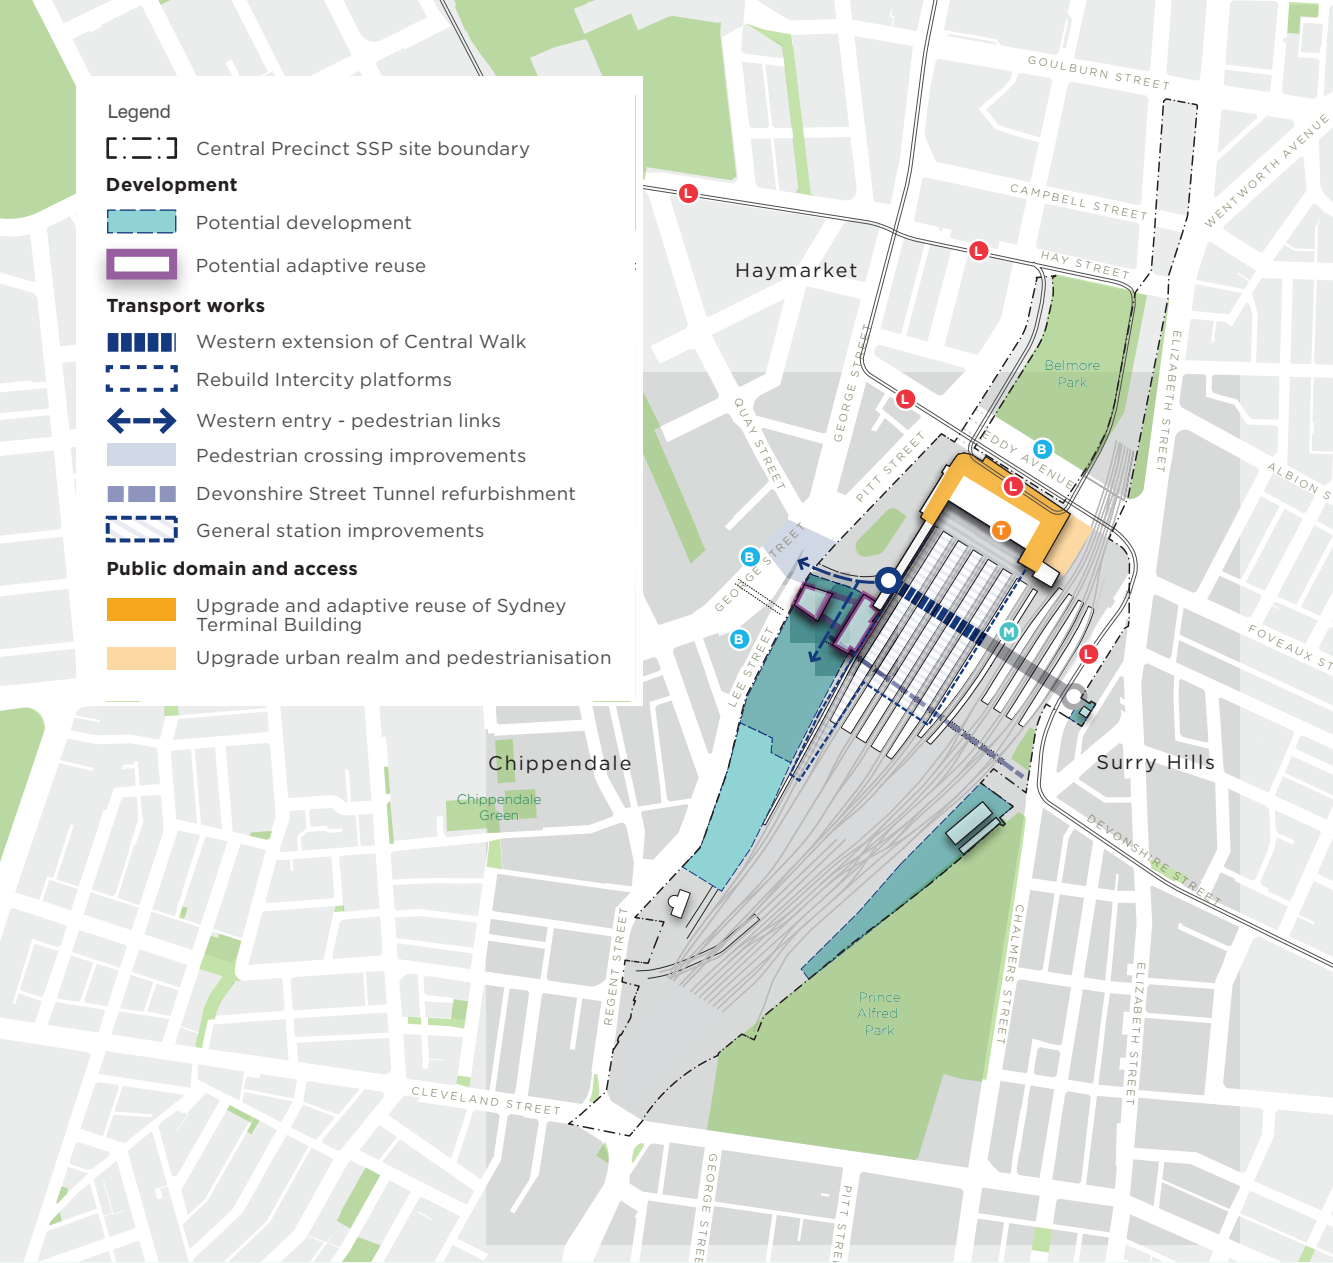 Legend
Central Precinct SSP site boundary
Development
Potential development
Potential adaptive reuse
Transport works
Western extension of Central Walk
Rebuild Intercity platforms
Western entry - pedestrian links
Pedestrian crossing improvements
Devonshire Street Tunnel refurbishment
General station improvements
Public domain and access
Upgrade and adaptive reuse of Sydney
Terminal Building
Upgrade urban realm and pedestrianisation
GOULBURN STREET
WENTWORTH AVENUE
CAMPBELL STREET
L
L
HAY STREET
Haymarket
GEORGE STREET
ELIZABETH STREET
Belmore
Park
L
QUAY STREET
PITT STREET
EDDY AVENUE
B
ALBION S
L
T
GEORGE STREET
B
M
B
L
FOVEAUX ST
LEE STREET
Chippendale
Surry Hills
Chippendale
Green
DEVONSHIRE STREET
REGENT STREET
CHALMERS STREET
ELIZABETH STREET
Prince
Alfred
Park
CLEVELAND STREET
GEORGE STREE
PITT STREE